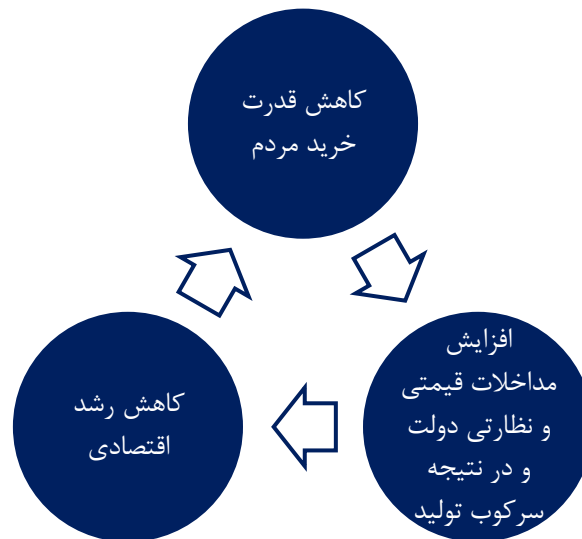 کاهش قدرت
خرید مردم
افزایش
مداخلات قیمتی
و نظارتی دولت
و در نتیجه
سرکوب تولید
کاهش رشد
اقتصادی